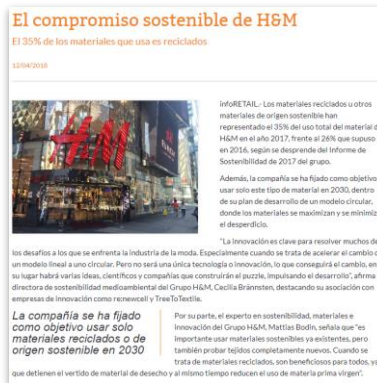 El compromiso sostenible de H&M
El 35% de los materiales que usa es reciclados
12/04/2018
H&M
infoRETAIL.- Los materiales reciclados u otros
materiales de origen sostenible han
representado el 35% del uso total del material d
H&M en el año 2017, frente al 26% que supuso
en 2016, según se desprende del Informe de
Sostenibilidad de 2017 del grupo.
Además, la compañía se ha fijado como objetivo
usar solo este tipo de material en 2030, dentro
de su plan de desarrollo de un modelo circular,
donde los materiales se maximizan y se minimiz
el desperdicio.
"La innovación es clave para resolver muchos de
los desafíos a los que se enfrenta la industria de la moda. Especialmente cuando se trata de acelerar el cambio d
un modelo lineal a uno circular. Pero no será una única tecnología o innovación, lo que conseguirá el cambio, en
su lugar habrá varias ideas, científicos y compañías que construirán el puzzle, impulsando el desarrollo", afirma
directora de sostenibilidad medioambiental del Grupo H&M, Cecilia Brännsten, destacando su asociación con
empresas de innovación como re:newcell y TreeToTextile.
La compañía se ha fijado
como objetivo usar solo
materiales reciclados o de
origen sostenible en 2030
Por su parte, el experto en sostenibilidad, materiales e
innovación del Grupo H&M, Mattias Bodin, señala que "es
importante usar materiales sostenibles ya existentes, pero
también probar tejidos completamente nuevos. Cuando se
trata de materiales reciclados, son beneficiosos para todos, ya
que detienen el vertido de material de desecho y al mismo tiempo reducen el uso de materia prima virgen".